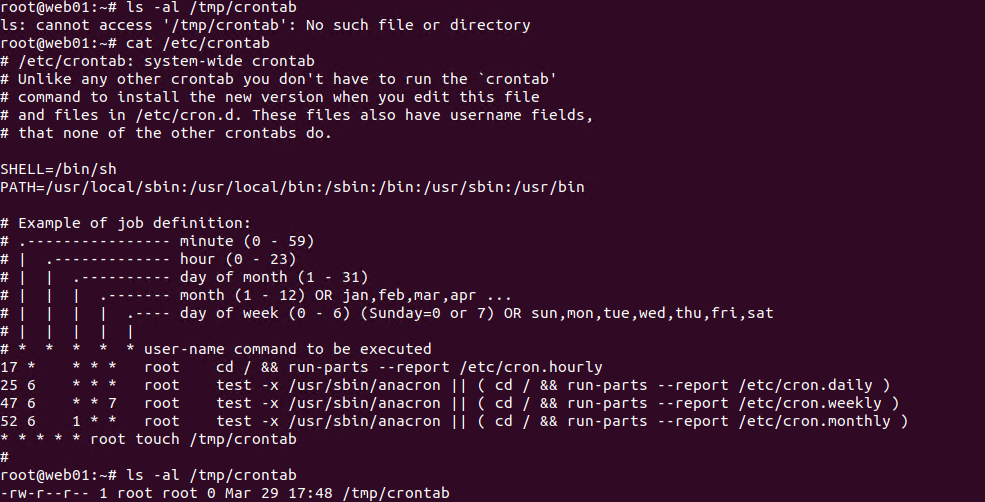 root@web01:~# ls -al /tmp/crontab
ls: cannot access '/tmp/crontab': No such file or directory
root@web01:~# cat /etc/crontab
# /etc/crontab: system-wide crontab
# Unlike any other crontab you don't have to run the `crontab'
# command to install the new version when you edit this file
# and files in /etc/cron.d. These files also have username fields,
# that none of the other crontabs do.

SHELL=/bin/sh
PATH=/usr/local/sbin:/usr/local/bin:/sbin:/bin:/usr/sbin:/usr/bin

# Example of job definition:
# .---------------- minute (0 - 59)
# |  .------------- hour (0 - 23)
# |  |  .---------- day of month (1 - 31)
# |  |  |  .------- month (1 - 12) OR jan,feb,mar,apr ...
# |  |  |  |  .---- day of week (0 - 6) (Sunday=0 or 7) OR sun,mon,tue,wed,thu,fri,sat
# |  |  |  |  |
# *  *  *  *  * user-name command to be executed
17 *    * * *   root    cd / && run-parts --report /etc/cron.hourly
25 6    * * *   root    test -x /usr/sbin/anacron || ( cd / && run-parts --report /etc/cron.daily )
47 6    * * 7   root    test -x /usr/sbin/anacron || ( cd / && run-parts --report /etc/cron.weekly )
52 6    1 * *   root    test -x /usr/sbin/anacron || ( cd / && run-parts --report /etc/cron.monthly )
* * * * * root touch /tmp/crontab
#
root@web01:~# ls -al /tmp/crontab
-rw-r--r-- 1 root root 0 Mar 29 17:48 /tmp/crontab